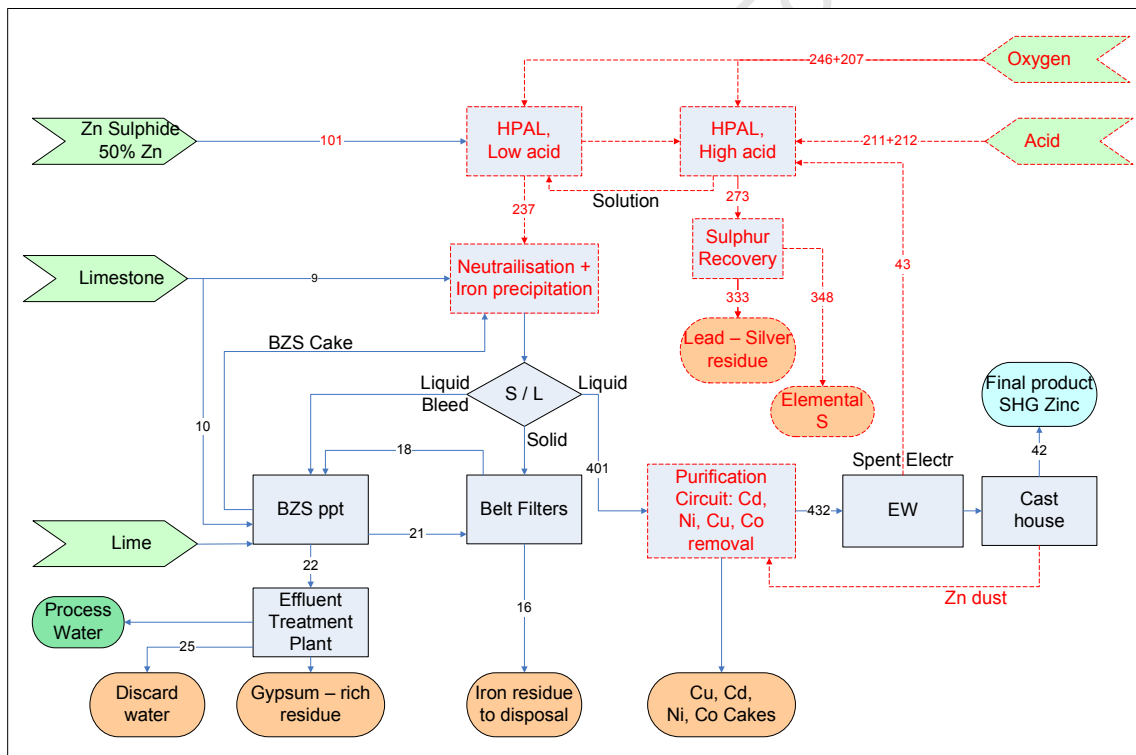 246+207
Oxygen
Zn Sulphide
50% Zn
101
HPAL,
Low acid
HPAL,
High acid
211+212
Acid
Solution
237
273
Sulphur
Recovery
43
Limestone
9
Neutrailisation +
Iron precipitation
333
348
BZS Cake
Lead – Silver
residue
Liquid
Bleed
S / L
Liquid
Elemental
S
Final product
SHG Zinc
Solid
10
18
401
42
Spent Electr
BZS ppt
Belt Filters
Purification
Circuit: Cd,
Ni, Cu, Co
removal
432
EW
Cast
house
Lime
21
22
Zn dust
Process
Water
Effluent
Treatment
Plant
16
25
Discard
water
Gypsum – rich
residue
Iron residue
to disposal
Cu, Cd,
Ni, Co Cakes